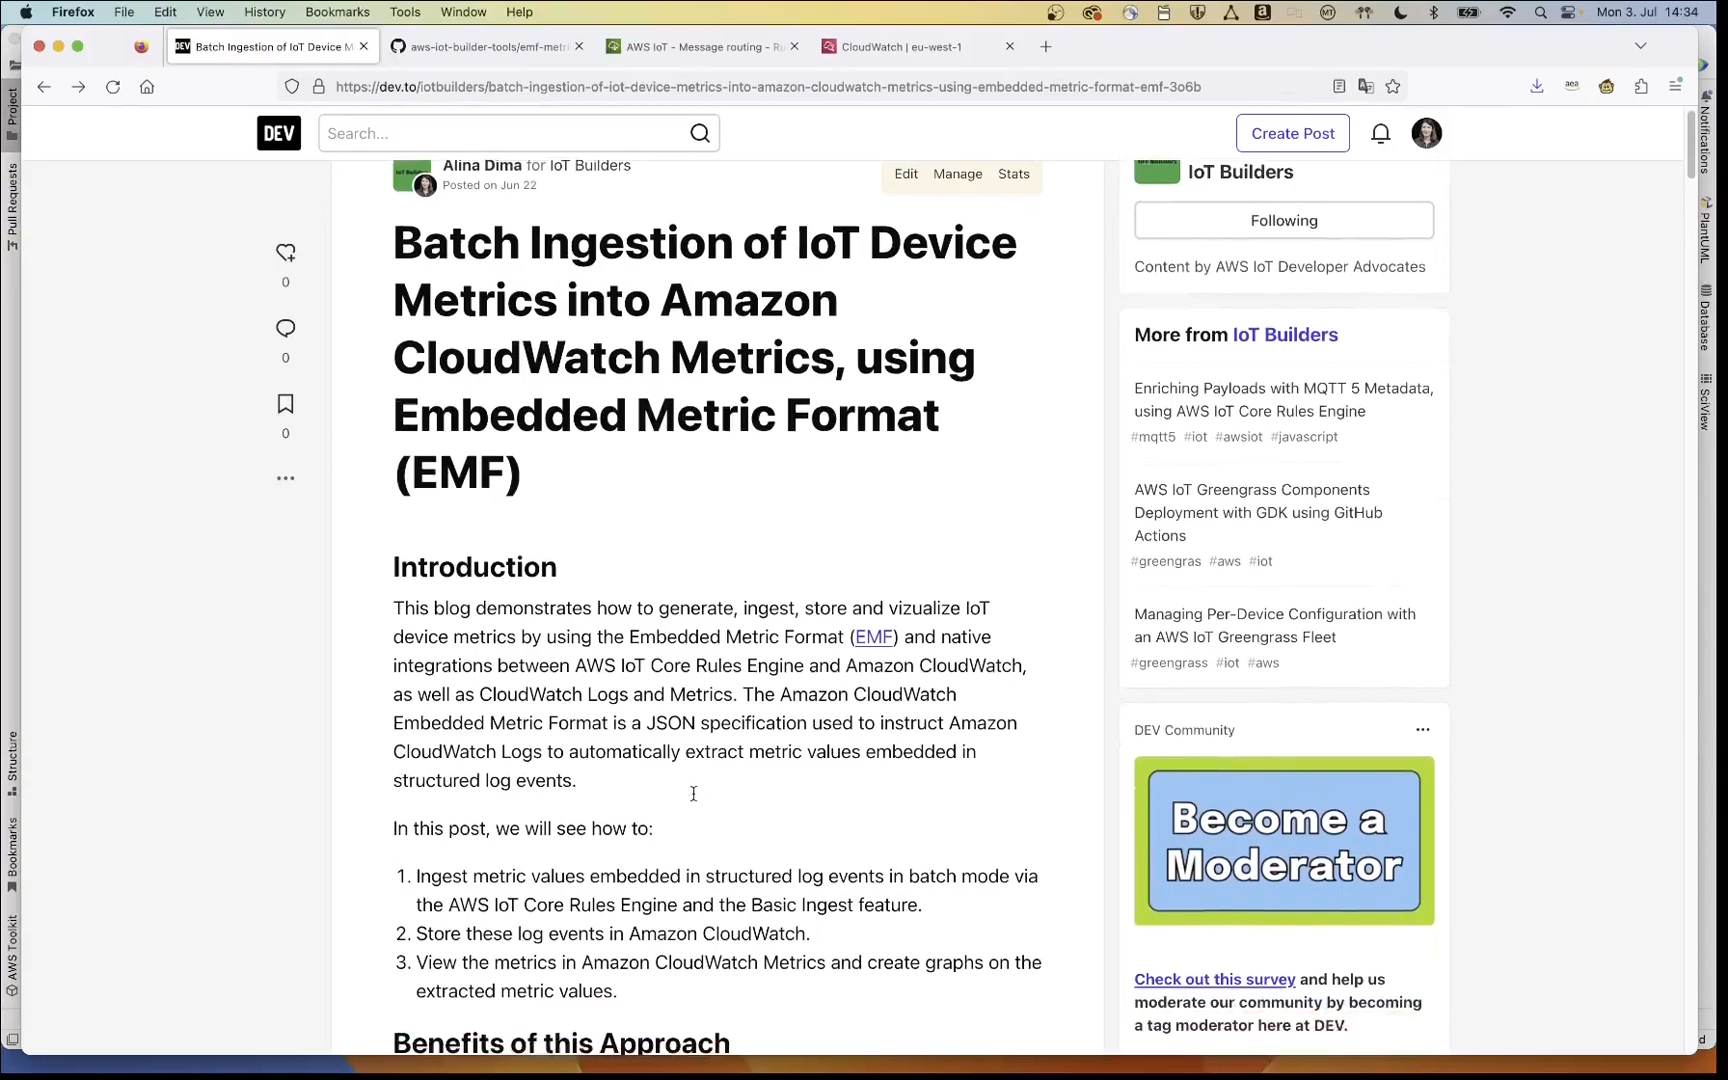 Firefox File Edit View History Bookmarks Tools Window Help
Mon 3. Jul 14:34
DEV Batch Ingestion of IoT Device M
aws-iot-builder-tools/emf-metri
AWS IoT - Message routing - Ru
CloudWatch | eu-west-1
https://dev.to/iotbuilders/batch-ingestion-of-iot-device-metrics-into-amazon-cloudwatch-metrics-using-embedded-metric-format-emf-3o6b
aea
DEV
Search...
Create Post
Alina Dima for IoT Builders
Posted on Jun 22
Edit Manage Stats
Batch Ingestion of IoT Device
Metrics into Amazon
CloudWatch Metrics, using
Embedded Metric Format
(EMF)
0
0
0
Introduction
This blog demonstrates how to generate, ingest, store and vizualize IoT
device metrics by using the Embedded Metric Format (EMF) and native
integrations between AWS IoT Core Rules Engine and Amazon CloudWatch,
as well as CloudWatch Logs and Metrics. The Amazon CloudWatch
Embedded Metric Format is a JSON specification used to instruct Amazon
CloudWatch Logs to automatically extract metric values embedded in
structured log events.
In this post, we will see how to:
1. Ingest metric values embedded in structured log events in batch mode via
the AWS IoT Core Rules Engine and the Basic Ingest feature.
2. Store these log events in Amazon CloudWatch.
3. View the metrics in Amazon CloudWatch Metrics and create graphs on the
extracted metric values.
Benefits of this Approach
IoT Builders
Following
Content by AWS IoT Developer Advocates
More from IoT Builders
Enriching Payloads with MQTT 5 Metadata,
using AWS IoT Core Rules Engine
#mqtt5 #iot #awsiot #javascript
AWS IoT Greengrass Components
Deployment with GDK using GitHub
Actions
#greengras #aws #iot
Managing Per-Device Configuration with
an AWS IoT Greengrass Fleet
#greengrass #iot #aws
DEV Community
Become a
Moderator
Check out this survey and help us
moderate our community by becoming
a tag moderator here at DEV.
Project
Pull Requests
Structure
Bookmarks
AWS Toolkit
Notifications
PlantUML
Database
SciView